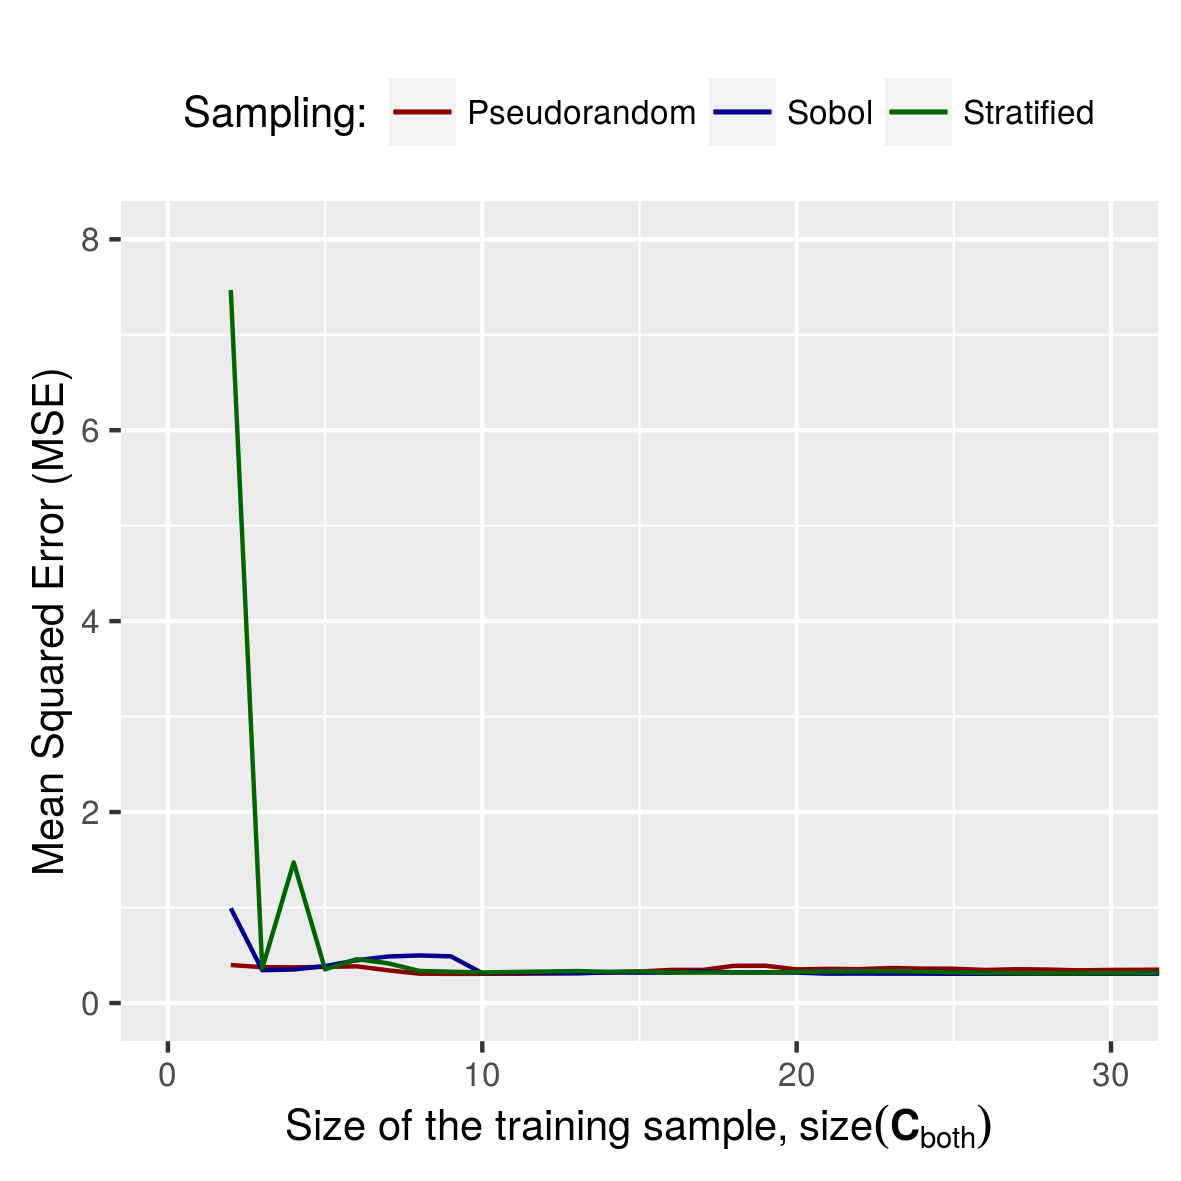 Sampling: Pseudorandom Sobol Stratified
8
6
4
2
0
Mean Squared Error (MSE)
0 10 20 30
Size of the training sample, size(C_both)